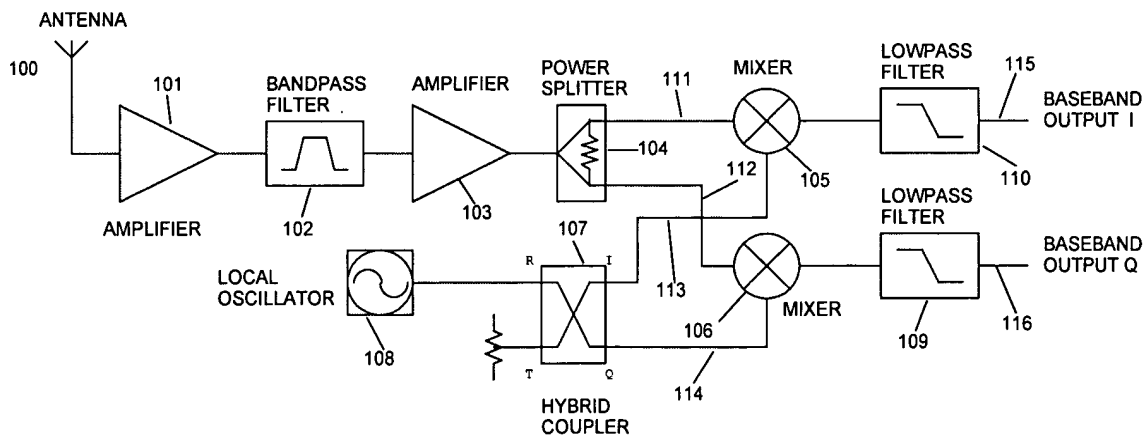 ANTENNA
100
101
AMPLIFIER
BANDPASS
FILTER
102
AMPLIFIER
103
POWER
SPLITTER
104
111
112
MIXER
105
LOWPASS
FILTER
110
115
BASEBAND
OUTPUT I
LOCAL
OSCILLATOR
108
107
R
I
T
Q
HYBRID
COUPLER
113
114
106
MIXER
LOWPASS
FILTER
109
BASEBAND
OUTPUT Q
116